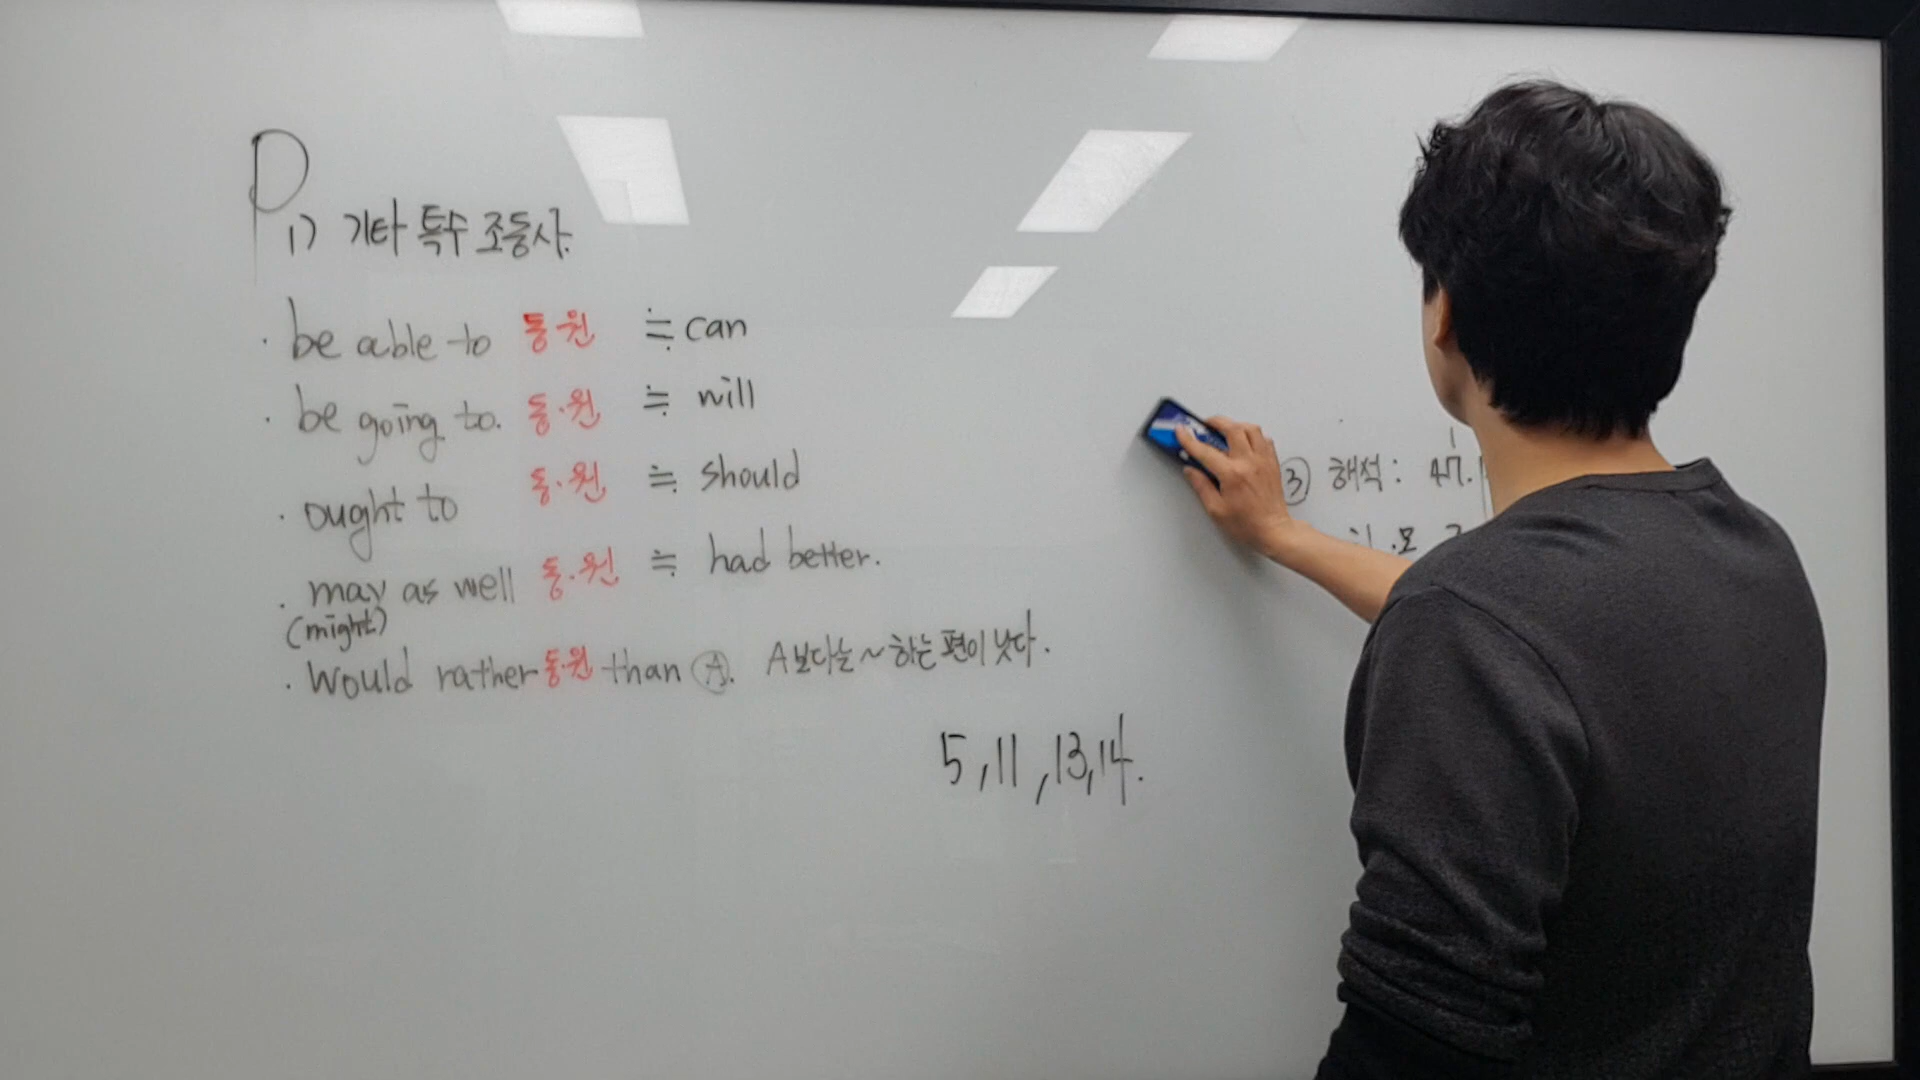 P
1) 기타 특수 조동사.
· be able to 동·원 ≒ can
· be going to. 동·원 ≒ will
· ought to 동·원 ≒ should
· may as well 동·원 ≒ had better.
(might)
· Would rather 동·원 than Ⓐ. A보다는 ~ 하는 편이 낫다.
5, 11, 13, 14.
③ 해석: